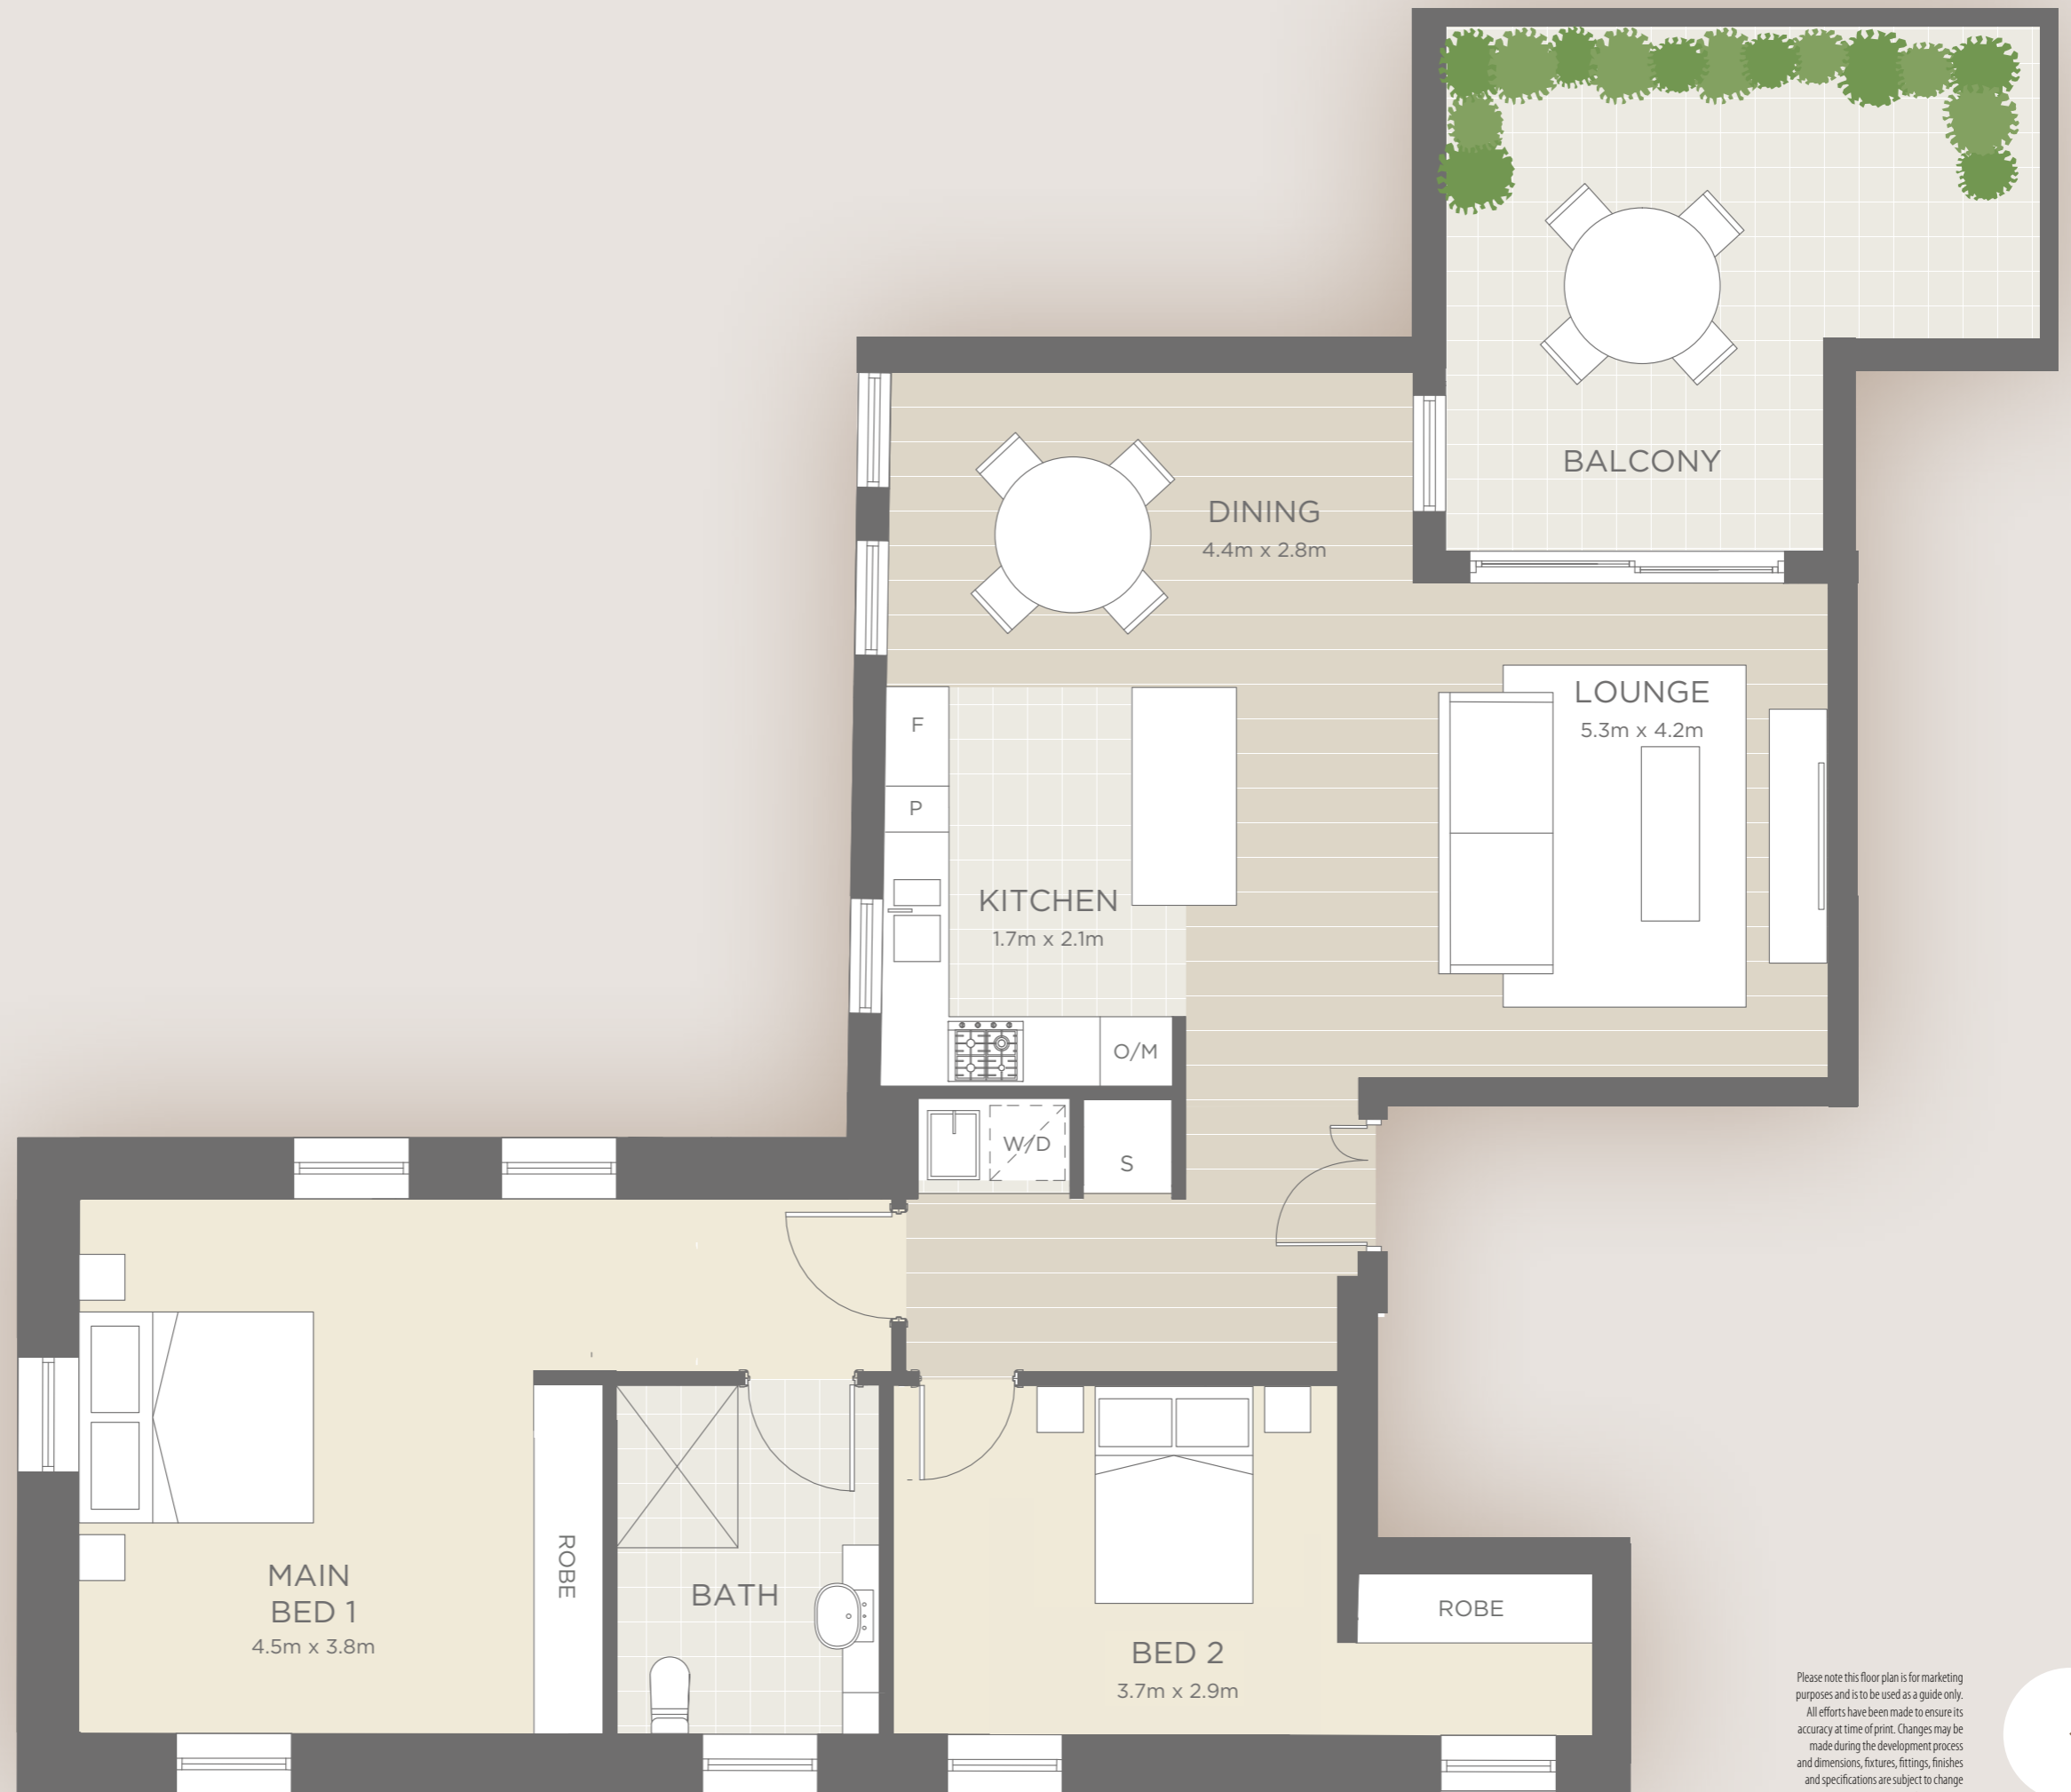 BALCONY
DINING
4.4m x 2.8m
LOUNGE
5.3m x 4.2m
F
P
KITCHEN
1.7m x 2.1m
O/M
W/D
S
MAIN
BED 1
4.5m x 3.8m
ROBE
BATH
BED 2
3.7m x 2.9m
ROBE
Please note this floor plan is for marketing
purposes and is to be used as a guide only.
All efforts have been made to ensure its
accuracy at time of print. Changes may be
made during the development process
and dimensions, fixtures, fittings, finishes
and specifications are subject to change